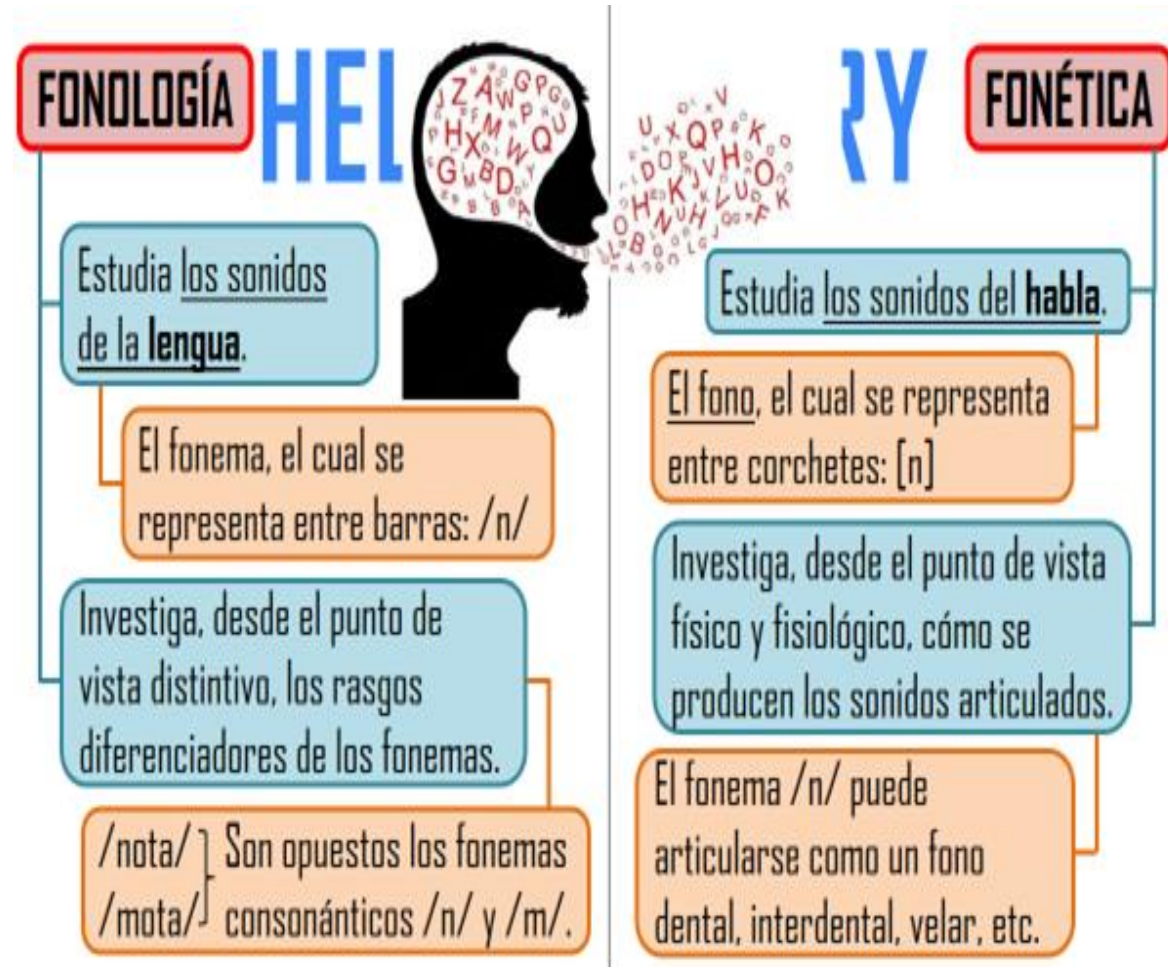 FONOLOGÍA
HEL
RY
FONÉTICA
Estudia los sonidos
de la lengua.
El fonema, el cual se
representa entre barras: /n/
Investiga, desde el punto de
vista distintivo, los rasgos
diferenciadores de los fonemas.
/nota/
/mota/
Son opuestos los fonemas
consonánticos /n/ y /m/.
Estudia los sonidos del habla.
El fono, el cual se representa
entre corchetes: [n]
Investiga, desde el punto de vista
físico y fisiológico, cómo se
producen los sonidos articulados.
El fonema /n/ puede
articularse como un fono
dental, interdental, velar, etc.